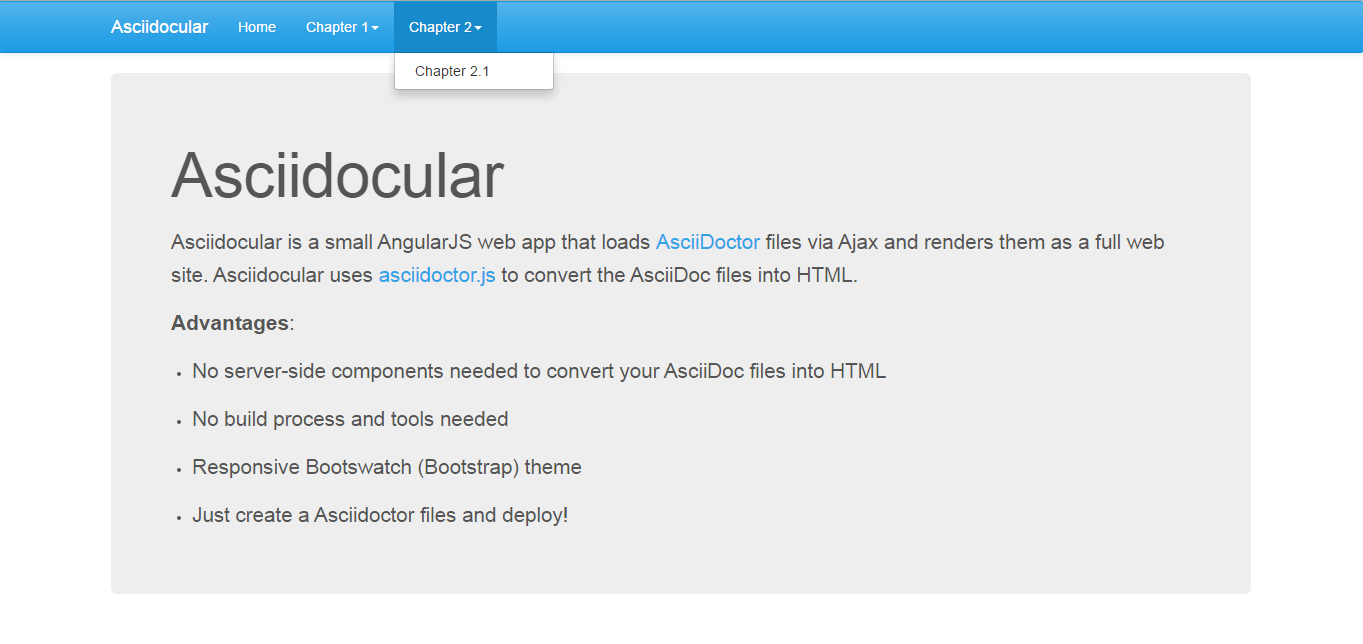 Asciidocular Home Chapter 1 Chapter 2
Chapter 2.1
Asciidocular
Asciidocular is a small AngularJS web app that loads AsciiDoctor files via Ajax and renders them as a full web
site. Asciidocular uses asciidoctor.js to convert the AsciiDoc files into HTML.
Advantages:
• No server-side components needed to convert your AsciiDoc files into HTML
• No build process and tools needed
• Responsive Bootswatch (Bootstrap) theme
• Just create a Asciidoctor files and deploy!